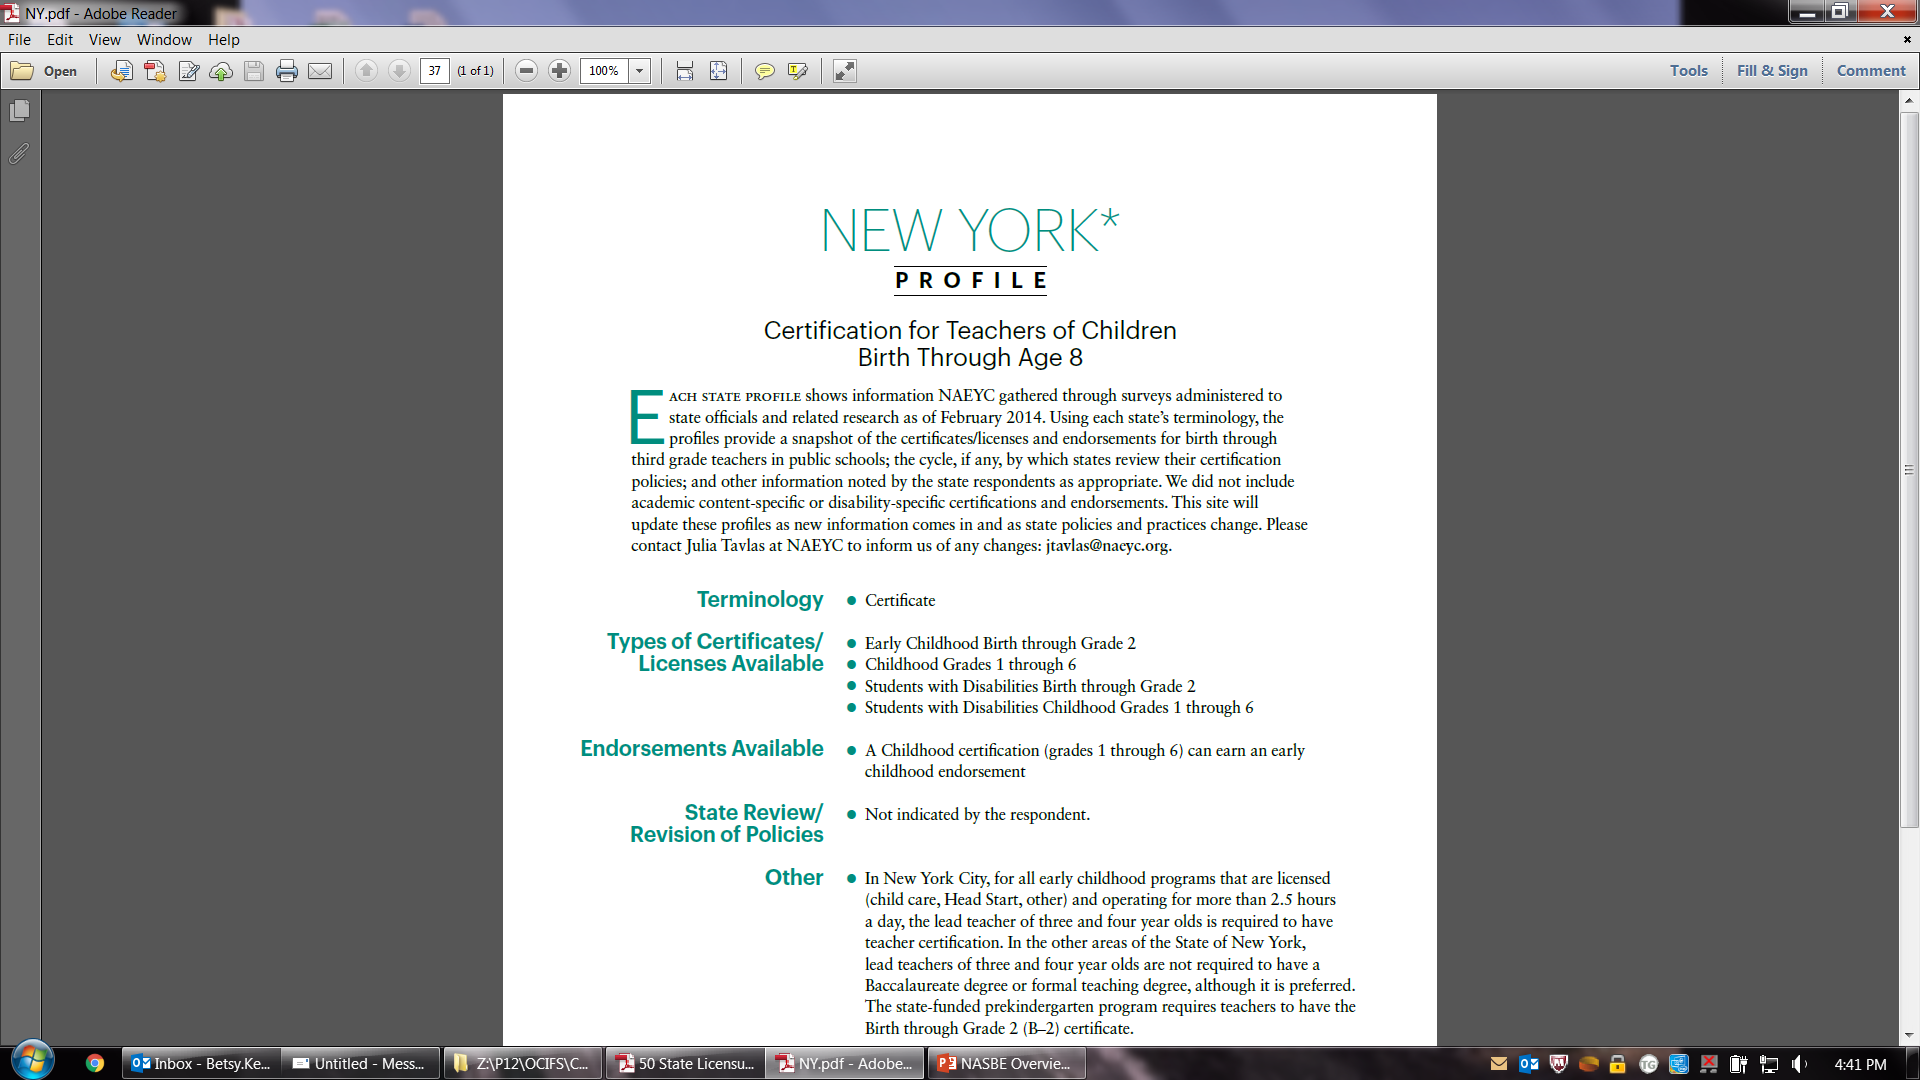 NY.pdf - Adobe Reader
File Edit View Window Help
Open 37 (1 of 1) 100% Tools Fill & Sign Comment
NEW YORK*
PROFILE
Certification for Teachers of Children
Birth Through Age 8
EACH STATE PROFILE shows information NAEYC gathered through surveys administered to
state officials and related research as of February 2014. Using each state's terminology, the
profiles provide a snapshot of the certificates/licenses and endorsements for birth through
third grade teachers in public schools; the cycle, if any, by which states review their certification
policies; and other information noted by the state respondents as appropriate. We did not include
academic content-specific or disability-specific certifications and endorsements. This site will
update these profiles as new information comes in and as state policies and practices change. Please
contact Julia Tavlas at NAEYC to inform us of any changes: jtavlas@naeyc.org.
Terminology • Certificate
Types of Certificates/ • Early Childhood Birth through Grade 2
Licenses Available • Childhood Grades 1 through 6
• Students with Disabilities Birth through Grade 2
• Students with Disabilities Childhood Grades 1 through 6
Endorsements Available • A Childhood certification (grades 1 through 6) can earn an early
childhood endorsement
State Review/ • Not indicated by the respondent.
Revision of Policies
Other • In New York City, for all early childhood programs that are licensed
(child care, Head Start, other) and operating for more than 2.5 hours
a day, the lead teacher of three and four year olds is required to have
teacher certification. In the other areas of the State of New York,
lead teachers of three and four year olds are not required to have a
Baccalaureate degree or formal teaching degree, although it is preferred.
The state-funded prekindergarten program requires teachers to have the
Birth through Grade 2 (B–2) certificate.
Inbox - Betsy.Ke... Untitled - Mess... Z:\P12\OCIFS\C... 50 State Licensu... NY.pdf - Adobe... NASBE Overvie... TG 4:41 PM